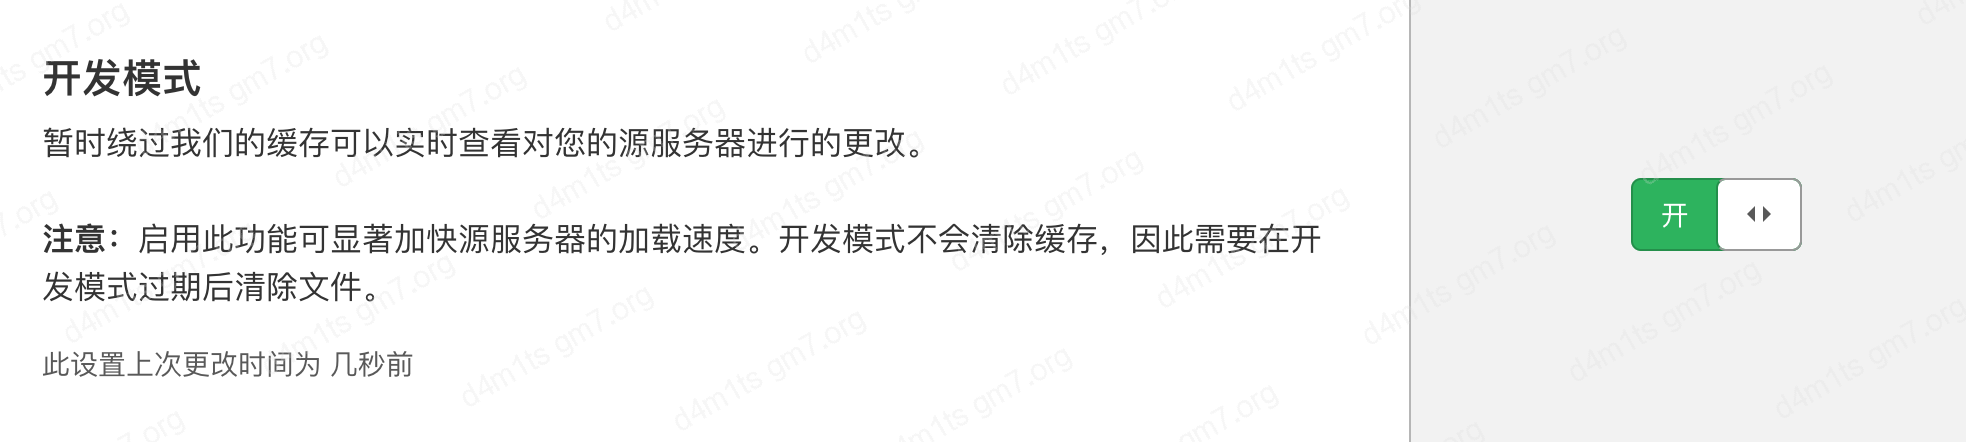 开发模式
暂时绕过我们的缓存可以实时查看对您的源服务器进行的更改。
注意：启用此功能可显著加快源服务器的加载速度。开发模式不会清除缓存，因此需要在开
发模式过期后清除文件。
此设置上次更改时间为 几秒前
开
d4m1ts gm7.org